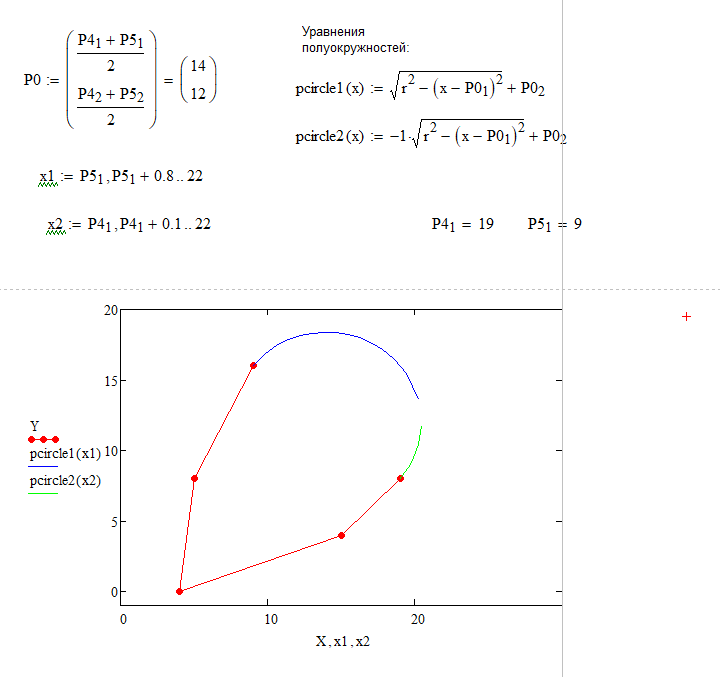 Уравнения
полуокружностей:
P0 := ( (P4₁ + P5₁)/2 (P4₂ + P5₂)/2 ) = ( 14 12 )
pcircle1(x) := √(r² − (x − P0₁)²) + P0₂
pcircle2(x) := −1·√(r² − (x − P0₁)²) + P0₂
x1 := P5₁, P5₁ + 0.8 .. 22
x2 := P4₁, P4₁ + 0.1 .. 22
P4₁ = 19 P5₁ = 9
20
15
10
5
0
Y
pcircle1(x1)
pcircle2(x2)
0 10 20
X , x1 , x2